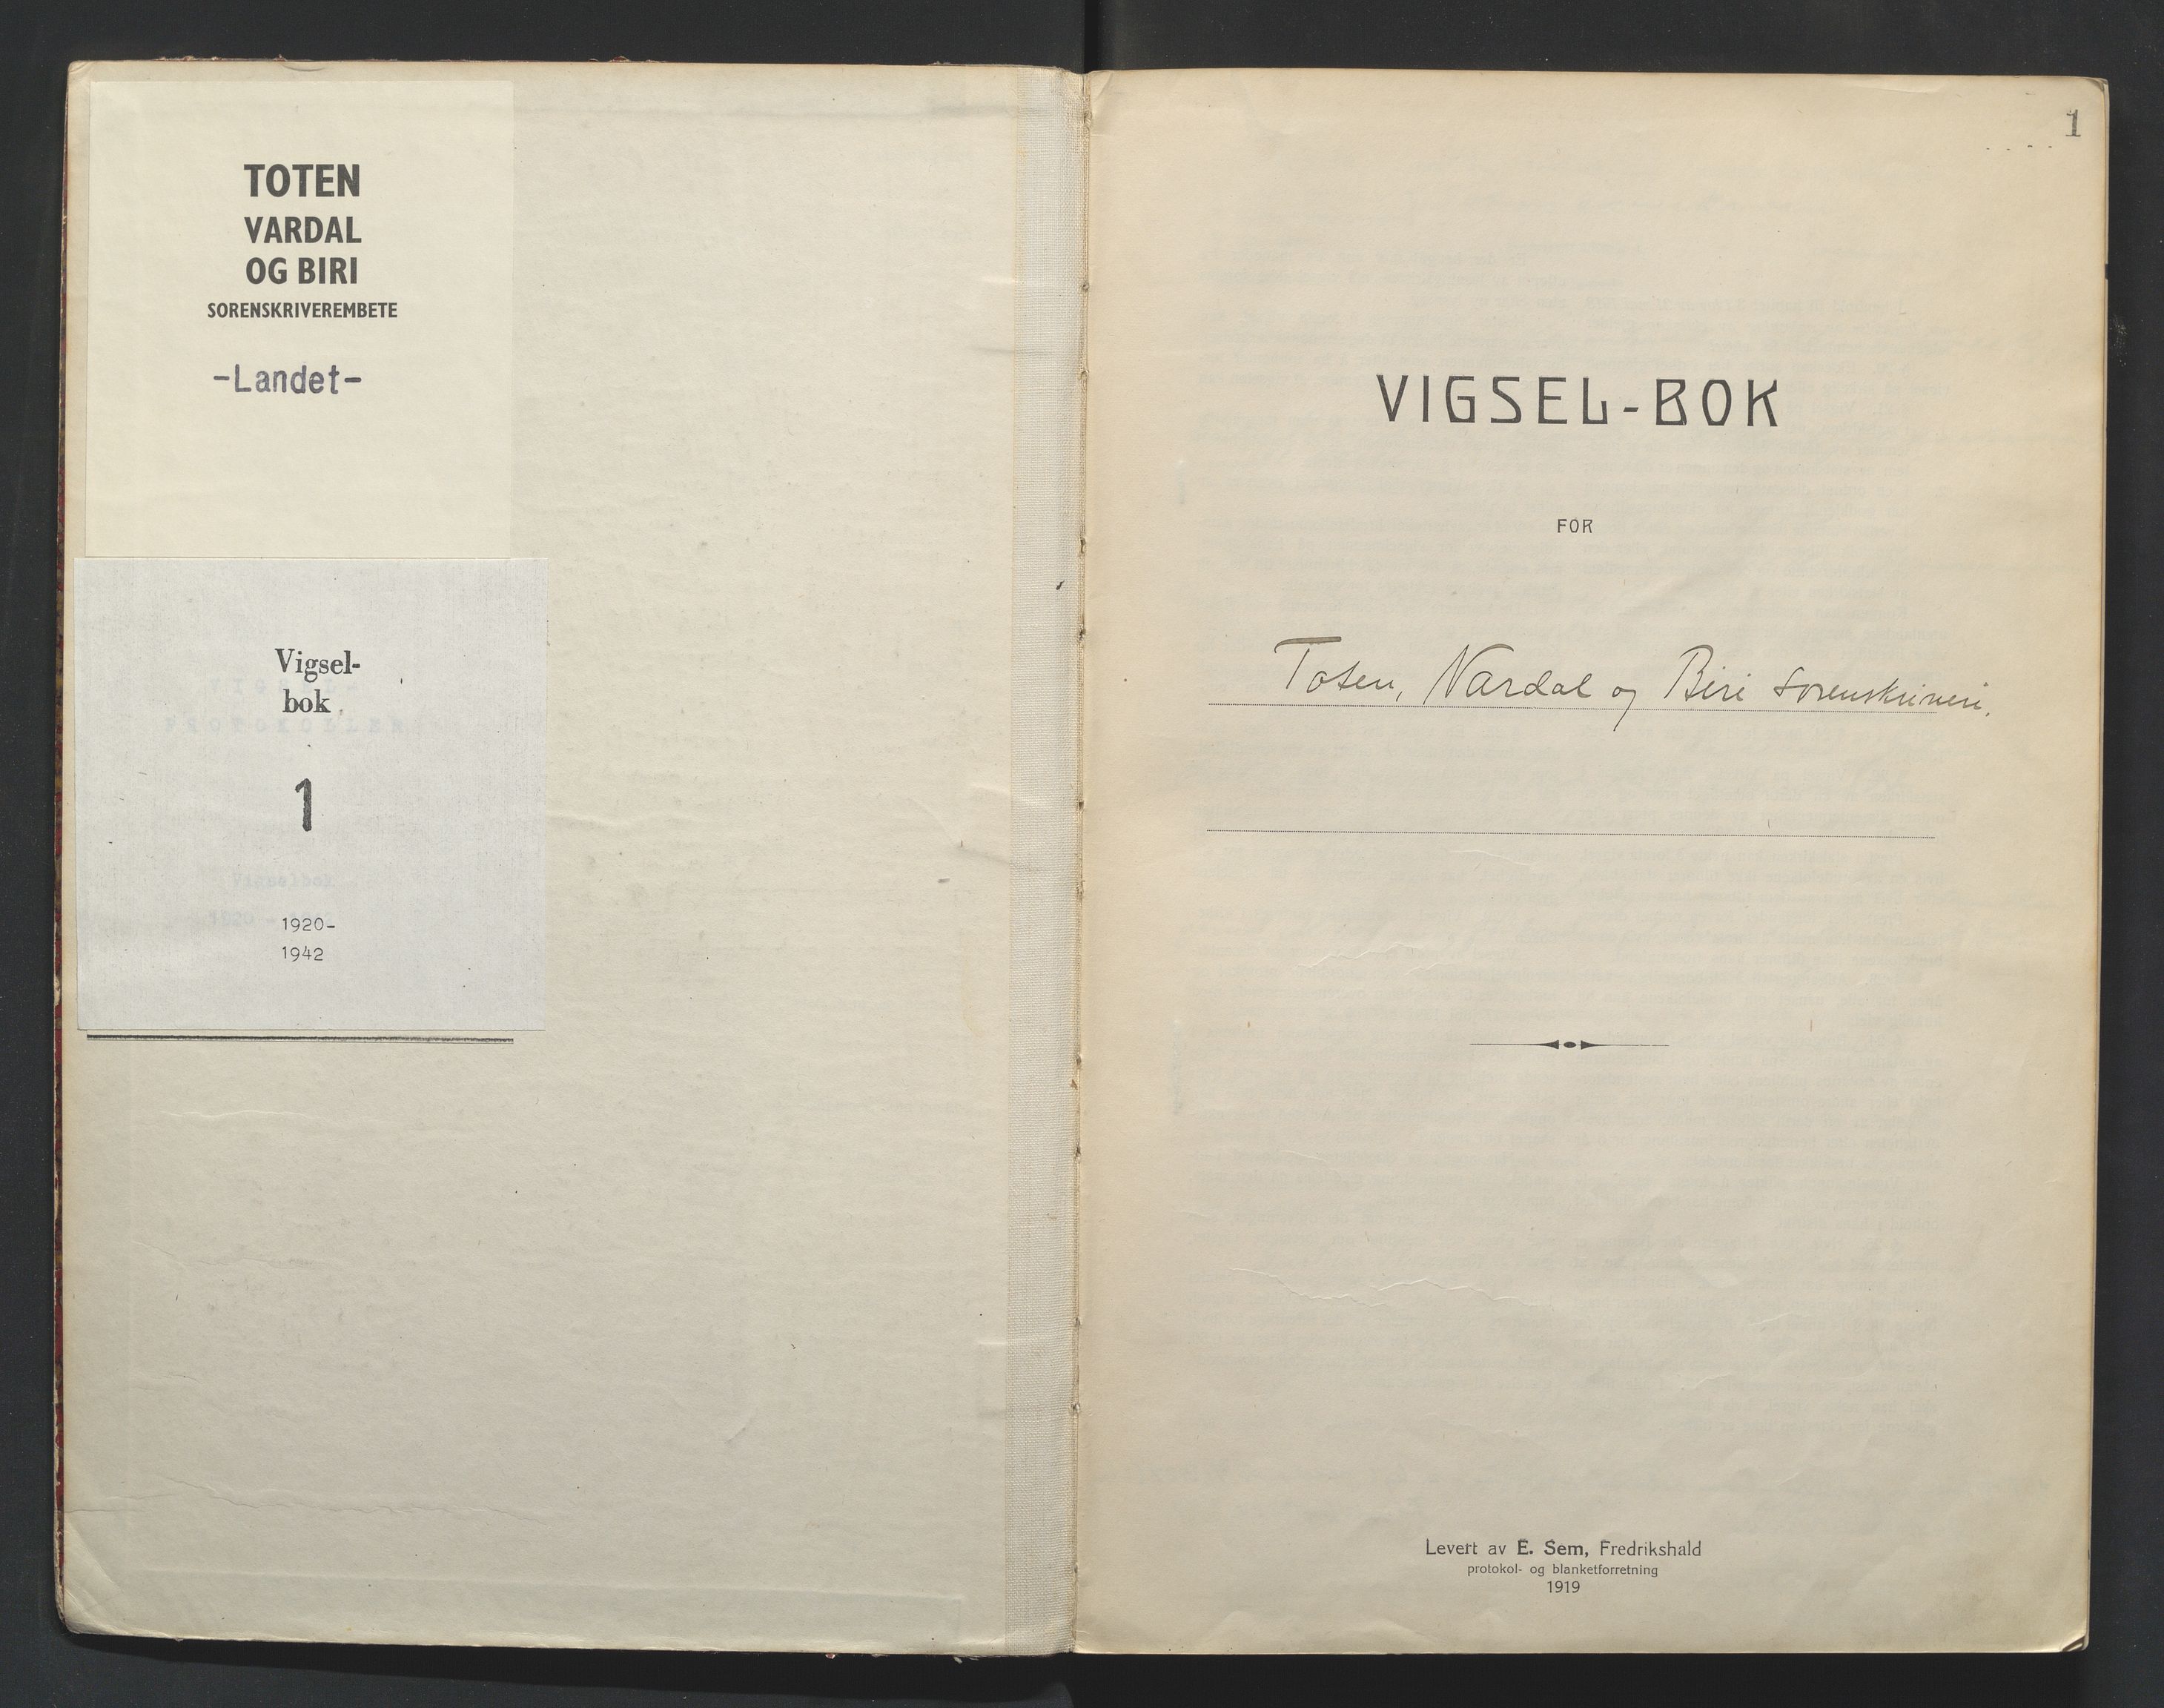 TOTEN
VARDAL
OG BIRI
SORENSKRIVEREMBETE
-Landet-
Vigsel-
bok
1
1920-
1942
1
VIGSEL-BOK
FOR
Toten, Vardal og Biri sorenskriveri.
Levert av E. Sem, Fredrikshald
protokol- og blanketforretning
1919